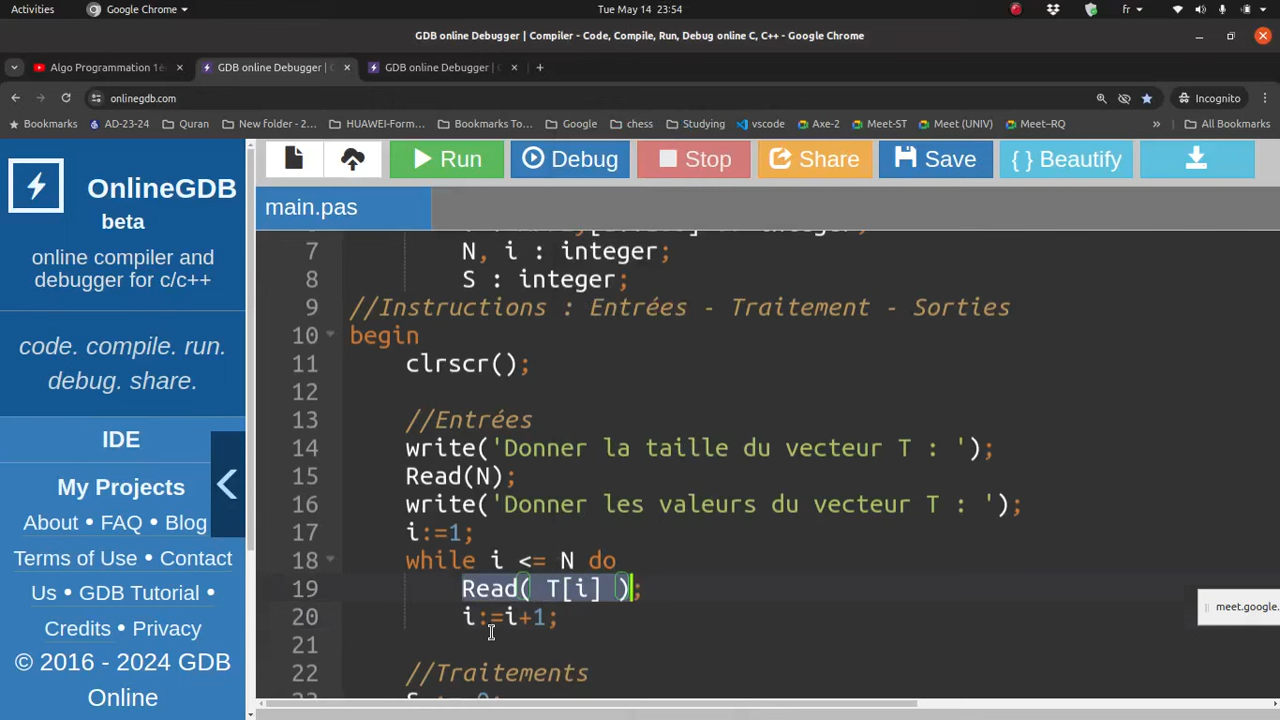 Activities Google Chrome Tue May 14 23:54 fr
GDB online Debugger | Compiler - Code, Compile, Run, Debug online C, C++ - Google Chrome
Algo Programmation 1è GDB online Debugger | GDB online Debugger |
onlinegdb.com Incognito
Bookmarks AD-23-24 Quran New folder - 2... HUAWEI-Form... Bookmarks To... Google chess Studying vscode Axe-2 Meet-ST Meet (UNIV) Meet–RQ » All Bookmarks
Run Debug Stop Share Save { } Beautify
OnlineGDB
beta
online compiler and
debugger for c/c++
code. compile. run.
debug. share.
IDE
My Projects
About • FAQ • Blog
Terms of Use • Contact
Us • GDB Tutorial
Credits • Privacy
© 2016 - 2024 GDB
Online
main.pas
7 N, i : integer;
8 S : integer;
9 //Instructions : Entrées - Traitement - Sorties
10 begin
11 clrscr();
12
13 //Entrées
14 write('Donner la taille du vecteur T : ');
15 Read(N);
16 write('Donner les valeurs du vecteur T : ');
17 i:=1;
18 while i <= N do
19 Read( T[i] );
20 i:=i+1;
21
22 //Traitements
meet.google.